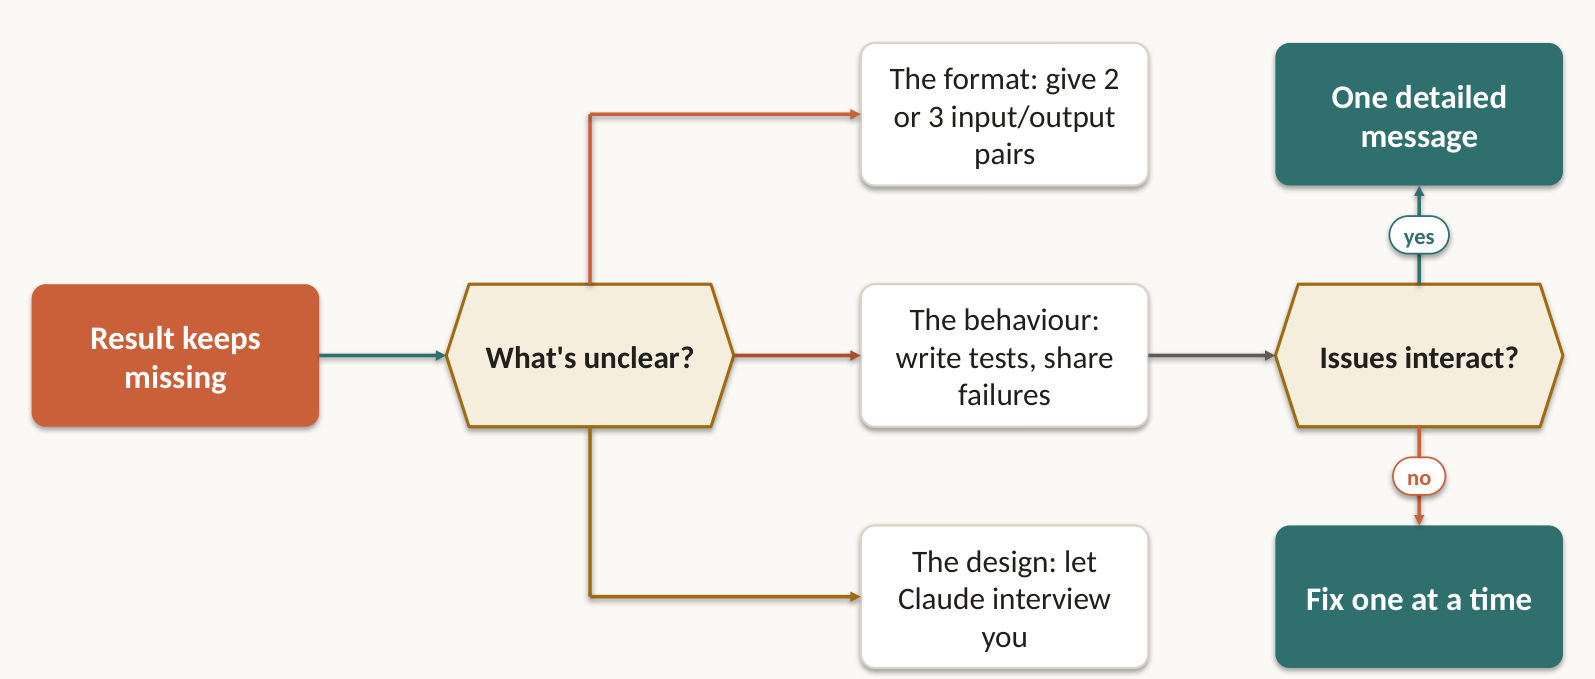 Result keeps
missing
What's unclear?
The format: give 2
or 3 input/output
pairs
The behaviour:
write tests, share
failures
The design: let
Claude interview
you
Issues interact?
yes
One detailed
message
no
Fix one at a time